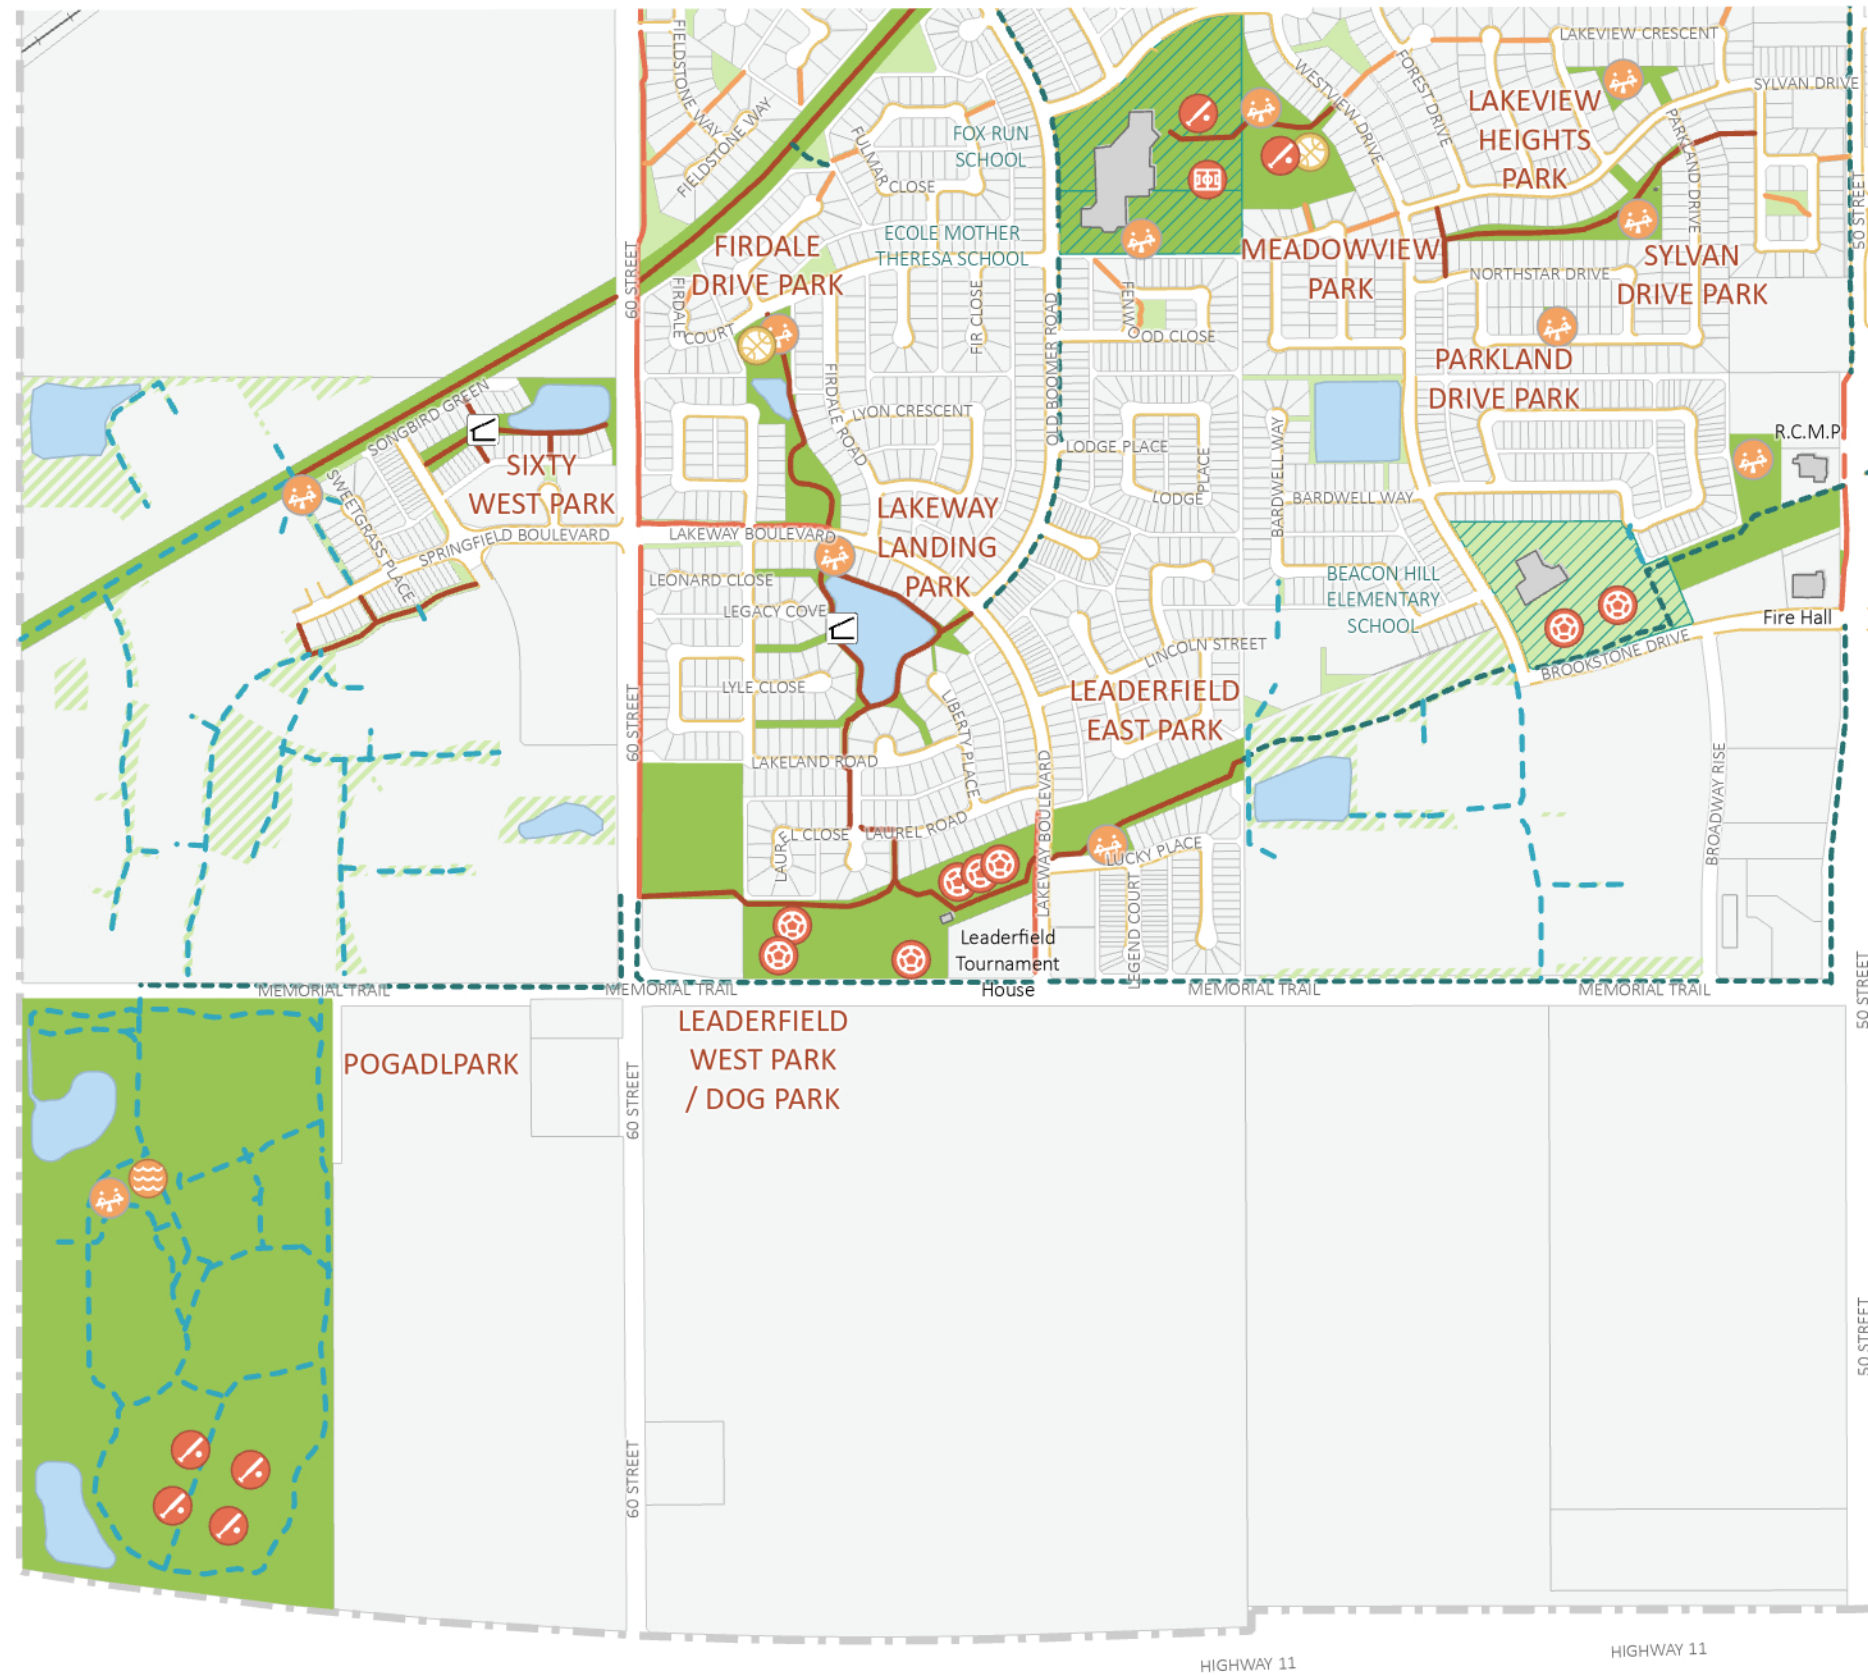 LAKEVIEW CRESCENT
SYLVAN DRIVE
FIELDSTONE WAY
FIELDSTONE WAY
WESTVIEW DRIVE
FOREST DRIVE
LAKEVIEW
HEIGHTS
PARK
PARKLAND DRIVE
50 STREET
FOX RUN
SCHOOL
FULMAR
CLOSE
ECOLE MOTHER
THERESA SCHOOL
FIRDALE
DRIVE PARK
60 STREET
MEADOWVIEW
PARK
SYLVAN
DRIVE PARK
NORTHSTAR DRIVE
FIRDALE
COURT
FIR CLOSE
FENWOOD CLOSE
OLD BOOMER ROAD
PARKLAND
DRIVE PARK
FIRDALE ROAD
LYON CRESCENT
SONGBIRD GREEN
LODGE PLACE
LODGE
PLACE
BARDWELL WAY
BARDWELL WAY
R.C.M.P
SIXTY
WEST PARK
SWEETGRASS PLACE
SPRINGFIELD BOULEVARD
LAKEWAY BOULEVARD
LAKEWAY
LANDING
PARK
LEONARD CLOSE
LEGACY COVE
BEACON HILL
ELEMENTARY
SCHOOL
Fire Hall
LINCOLN STREET
BROOKSTONE DRIVE
LYLE CLOSE
LIBERTY PLACE
LEADERFIELD
EAST PARK
60 STREET
LAKELAND ROAD
LAKEWAY BOULEVARD
BROADWAY RISE
LAUREL CLOSE
LAUREL ROAD
LUCKY PLACE
LEGEND COURT
Leaderfield
Tournament
House
50 STREET
MEMORIAL TRAIL
MEMORIAL TRAIL
MEMORIAL TRAIL
MEMORIAL TRAIL
POGADLPARK
LEADERFIELD
WEST PARK
/ DOG PARK
60 STREET
50 STREET
60 STREET
HIGHWAY 11
HIGHWAY 11